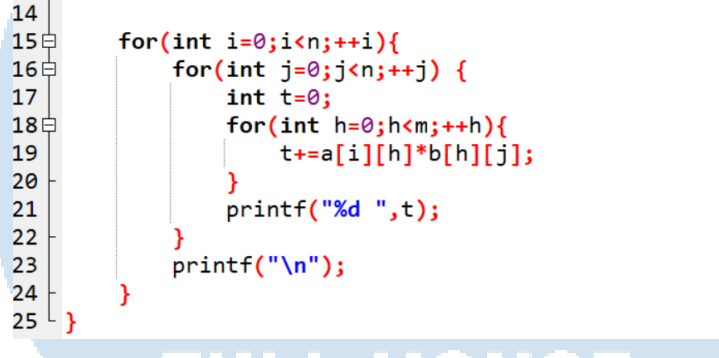 14
15 for(int i=0;i<n;++i){
16 for(int j=0;j<n;++j) {
17 int t=0;
18 for(int h=0;h<m;++h){
19 t+=a[i][h]*b[h][j];
20 }
21 printf("%d ",t);
22 }
23 printf("\n");
24 }
25 }